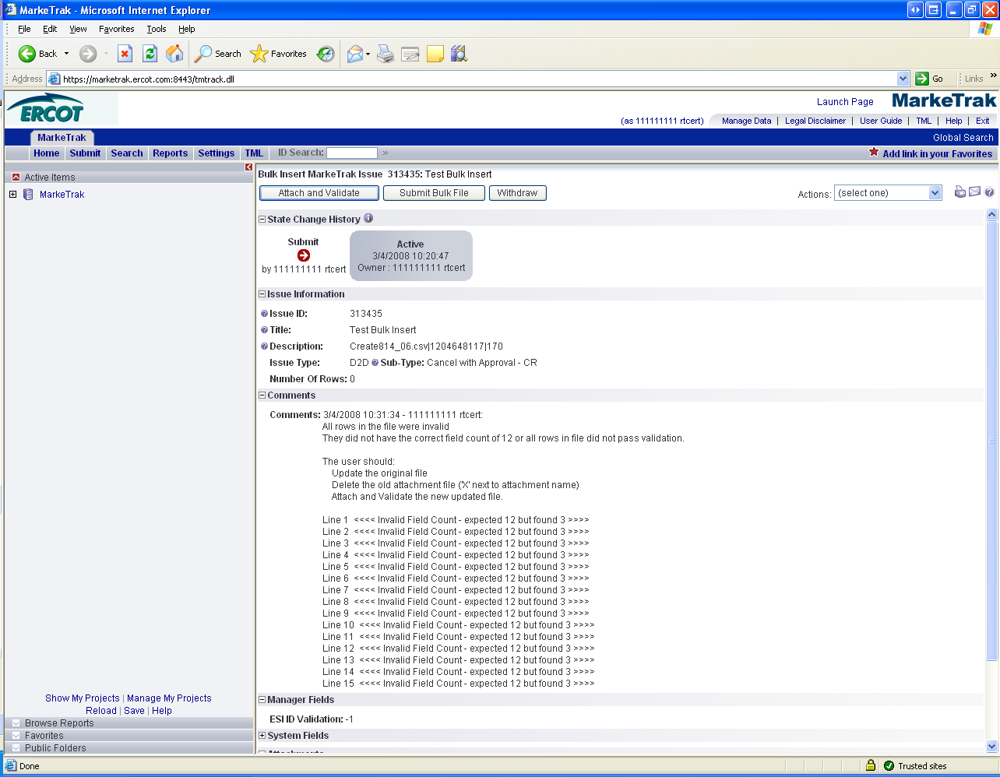 MarkeTrak - Microsoft Internet Explorer
File Edit View Favorites Tools Help
Back Search Favorites
Address https://marketrak.ercot.com:8443/tmtrack.dll Go Links »
ERCOT
Launch Page MarkeTrak
(as 111111111 rtcert) Manage Data | Legal Disclaimer | User Guide | TML | Help | Exit
MarkeTrak Global Search
Home Submit Search Reports Settings TML ID Search: » Add link in your Favorites
Active Items
MarkeTrak
Bulk Insert MarkeTrak Issue 313435: Test Bulk Insert
Attach and Validate Submit Bulk File Withdraw Actions: (select one)
State Change History
Submit
by 111111111 rtcert
Active
3/4/2008 10:20:47
Owner : 111111111 rtcert
Issue Information
Issue ID: 313435
Title: Test Bulk Insert
Description: Create814_06.csv|1204648117|170
Issue Type: D2D Sub-Type: Cancel with Approval - CR
Number Of Rows: 0
Comments
Comments: 3/4/2008 10:31:34 - 111111111 rtcert:
All rows in the file were invalid
They did not have the correct field count of 12 or all rows in file did not pass validation.
The user should:
Update the original file
Delete the old attachment file ('X' next to attachment name)
Attach and Validate the new updated file.
Line 1 <<<< Invalid Field Count - expected 12 but found 3 >>>>
Line 2 <<<< Invalid Field Count - expected 12 but found 3 >>>>
Line 3 <<<< Invalid Field Count - expected 12 but found 3 >>>>
Line 4 <<<< Invalid Field Count - expected 12 but found 3 >>>>
Line 5 <<<< Invalid Field Count - expected 12 but found 3 >>>>
Line 6 <<<< Invalid Field Count - expected 12 but found 3 >>>>
Line 7 <<<< Invalid Field Count - expected 12 but found 3 >>>>
Line 8 <<<< Invalid Field Count - expected 12 but found 3 >>>>
Line 9 <<<< Invalid Field Count - expected 12 but found 3 >>>>
Line 10 <<<< Invalid Field Count - expected 12 but found 3 >>>>
Line 11 <<<< Invalid Field Count - expected 12 but found 3 >>>>
Line 12 <<<< Invalid Field Count - expected 12 but found 3 >>>>
Line 13 <<<< Invalid Field Count - expected 12 but found 3 >>>>
Line 14 <<<< Invalid Field Count - expected 12 but found 3 >>>>
Line 15 <<<< Invalid Field Count - expected 12 but found 3 >>>>
Manager Fields
ESI ID Validation: -1
System Fields
Show My Projects | Manage My Projects
Reload | Save | Help
Browse Reports
Favorites
Public Folders
Done Trusted sites